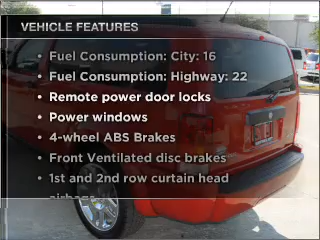 VEHICLE FEATURES
• Fuel Consumption: City: 16
• Fuel Consumption: Highway: 22
• Remote power door locks
• Power windows
• 4-wheel ABS Brakes
• Front Ventilated disc brakes
• 1st and 2nd row curtain head
airbags